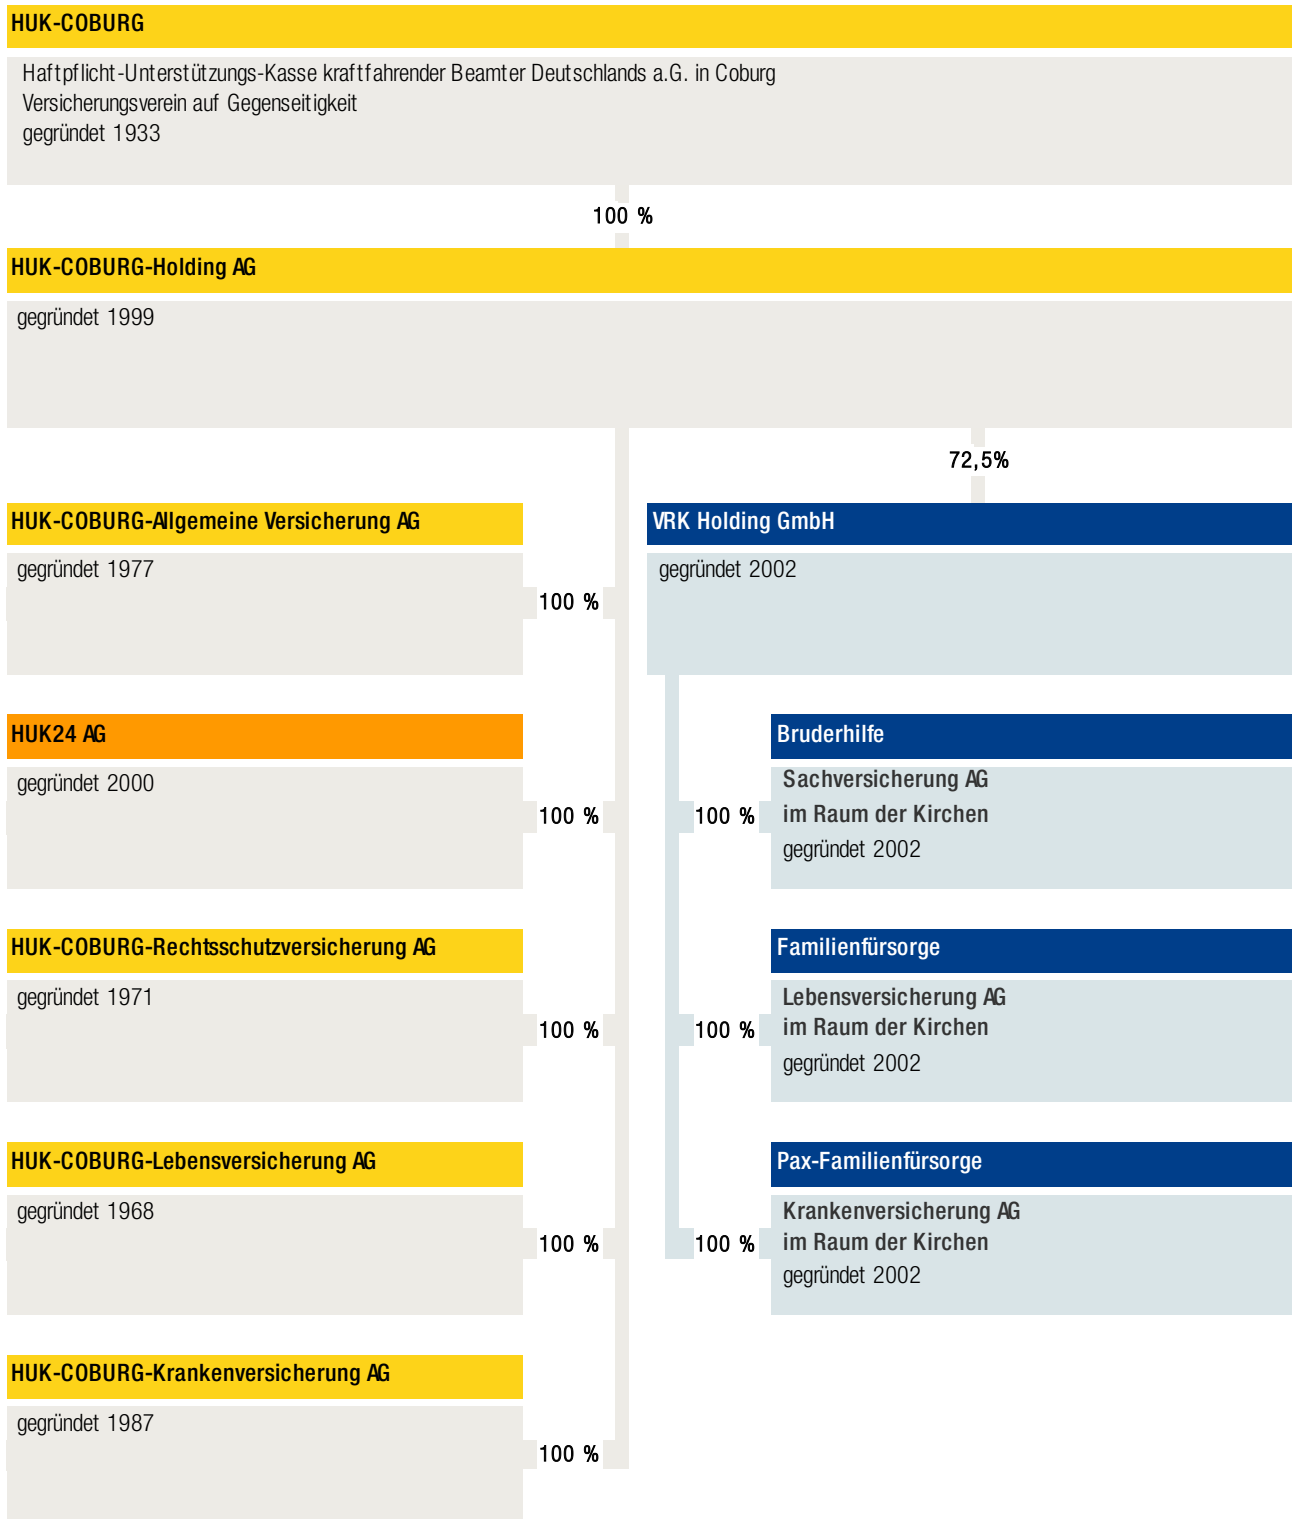 HUK-COBURG
Haftpflicht-Unterstützungs-Kasse kraftfahrender Beamter Deutschlands a.G. in Coburg
Versicherungsverein auf Gegenseitigkeit
gegründet 1933
100 %
HUK-COBURG-Holding AG
gegründet 1999
72,5%
HUK-COBURG-Allgemeine Versicherung AG
gegründet 1977
100 %
VRK Holding GmbH
gegründet 2002
HUK24 AG
gegründet 2000
100 %
Bruderhilfe
Sachversicherung AG
im Raum der Kirchen
gegründet 2002
100 %
HUK-COBURG-Rechtsschutzversicherung AG
gegründet 1971
100 %
Familienfürsorge
Lebensversicherung AG
im Raum der Kirchen
gegründet 2002
100 %
HUK-COBURG-Lebensversicherung AG
gegründet 1968
100 %
Pax-Familienfürsorge
Krankenversicherung AG
im Raum der Kirchen
gegründet 2002
100 %
HUK-COBURG-Krankenversicherung AG
gegründet 1987
100 %